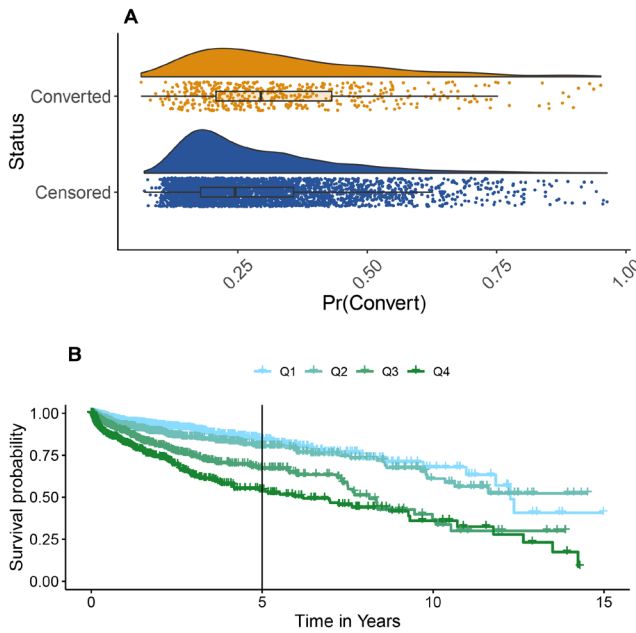 A
Status
Converted
Censored
0.25
0.50
0.75
1.00
Pr(Convert)
B
Q1 Q2 Q3 Q4
Survival probability
1.00
0.75
0.50
0.25
0.00
0 5 10 15
Time in Years